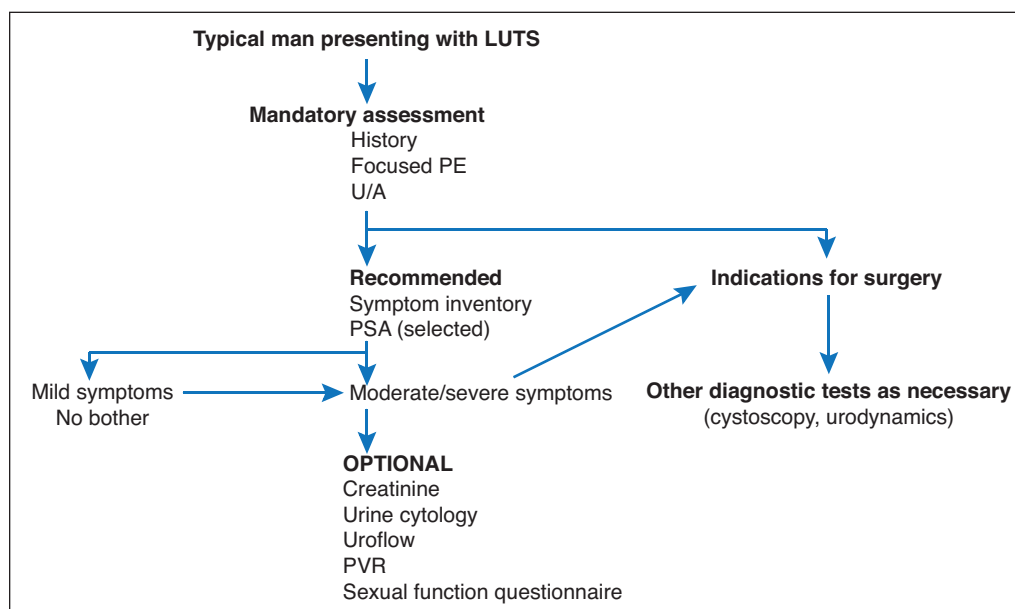 Typical man presenting with LUTS
Mandatory assessment
History
Focused PE
U/A
Recommended
Symptom inventory
PSA (selected)
Indications for surgery
Mild symptoms
No bother
Moderate/severe symptoms
Other diagnostic tests as necessary
(cystoscopy, urodynamics)
OPTIONAL
Creatinine
Urine cytology
Uroflow
PVR
Sexual function questionnaire